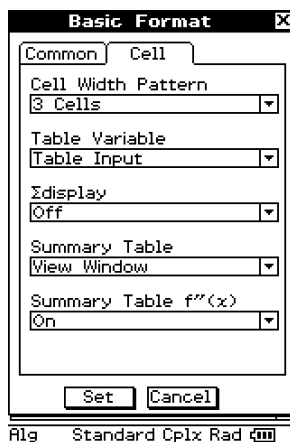 Basic Format
Common Cell
Cell Width Pattern
3 Cells
Table Variable
Table Input
Σdisplay
Off
Summary Table
View Window
Summary Table f″(x)
On
Set Cancel
Alg Standard Cplx Rad